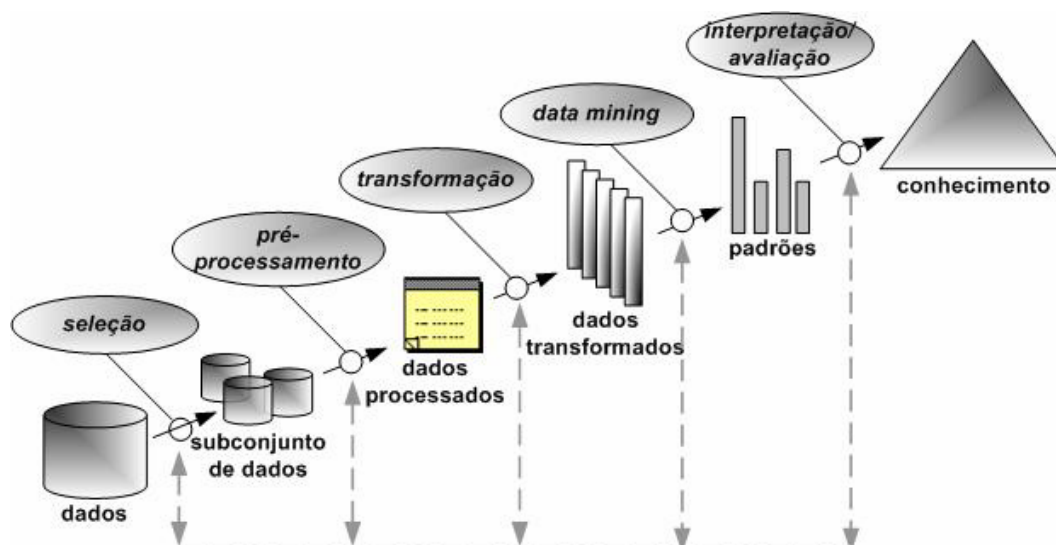 interpretação/
avaliação
data mining
conhecimento
transformação
padrões
pré-
processamento
dados
transformados
seleção
dados
processados
subconjunto
de dados
dados